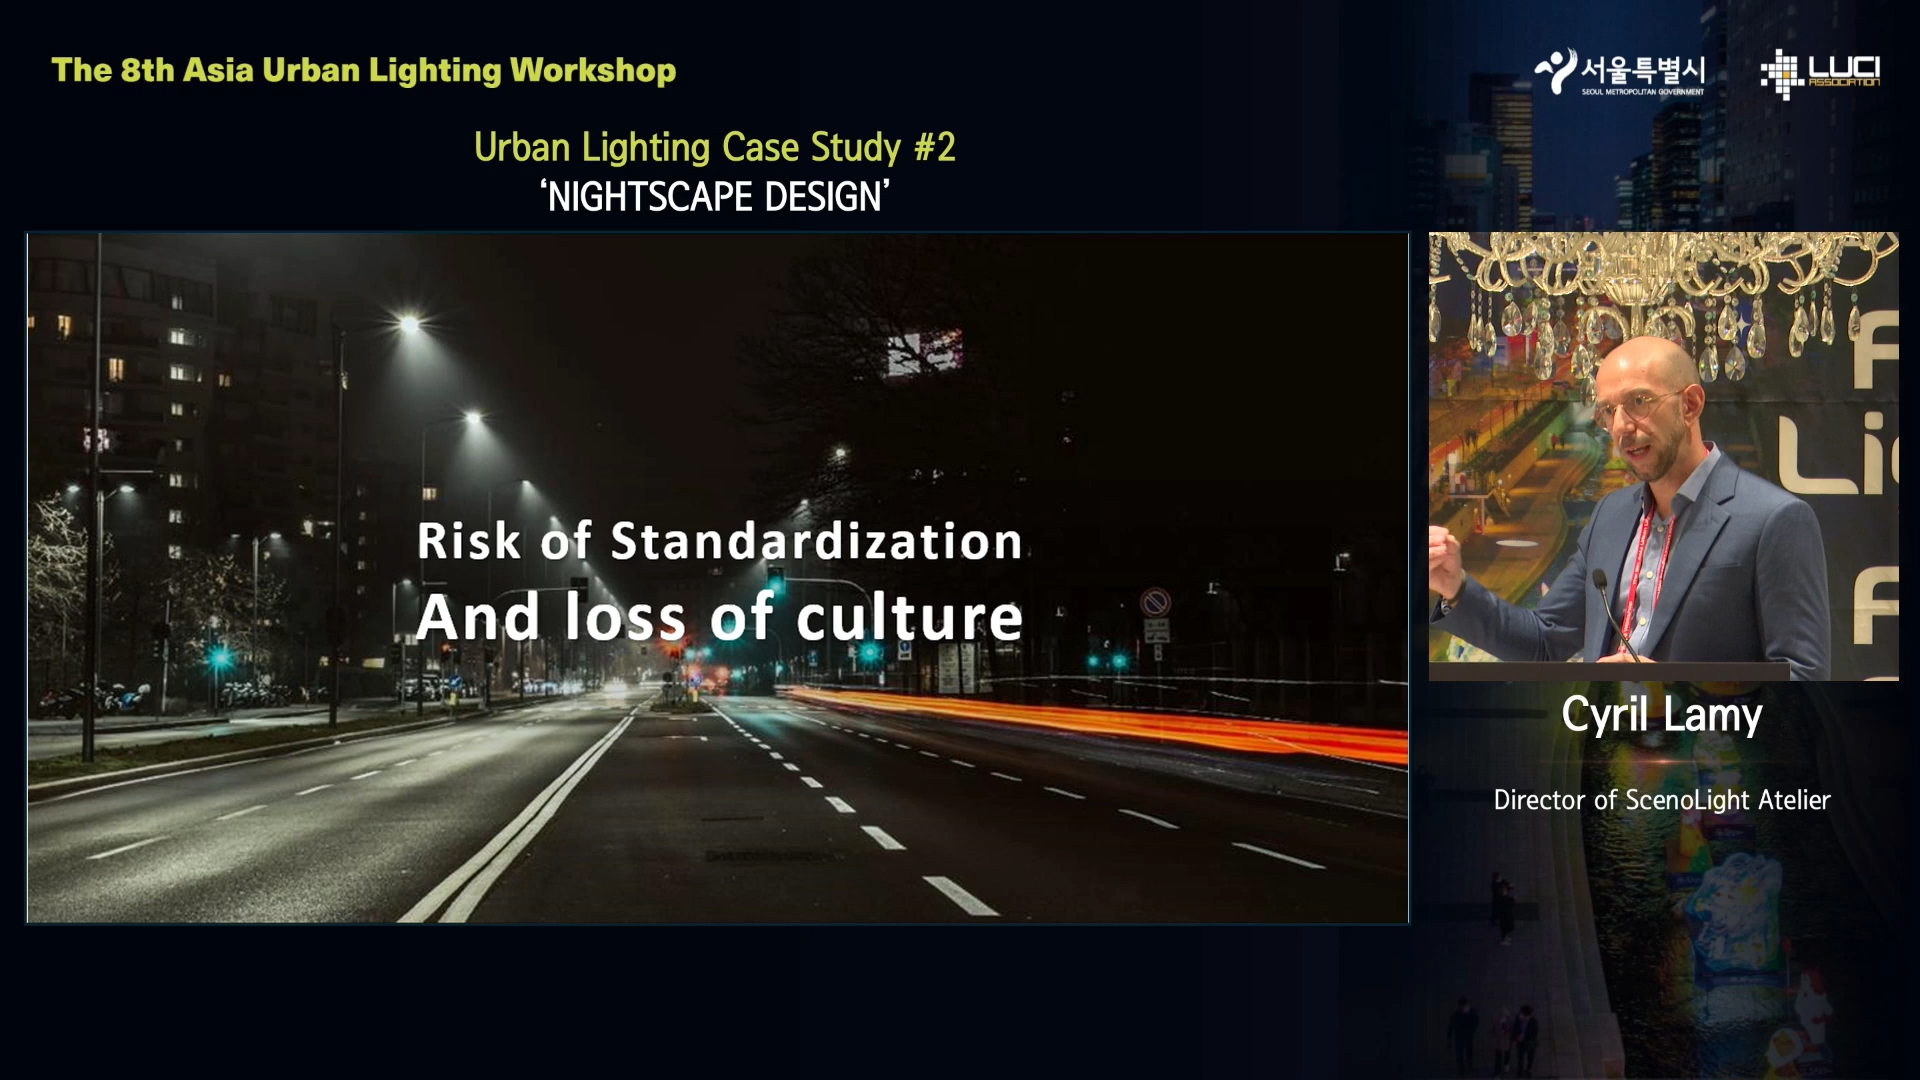 The 8th Asia Urban Lighting Workshop
서울특별시
SEOUL METROPOLITAN GOVERNMENT
LUCI
ASSOCIATION
Urban Lighting Case Study #2
‘NIGHTSCAPE DESIGN’
Risk of Standardization
And loss of culture
Cyril Lamy
Director of ScenoLight Atelier